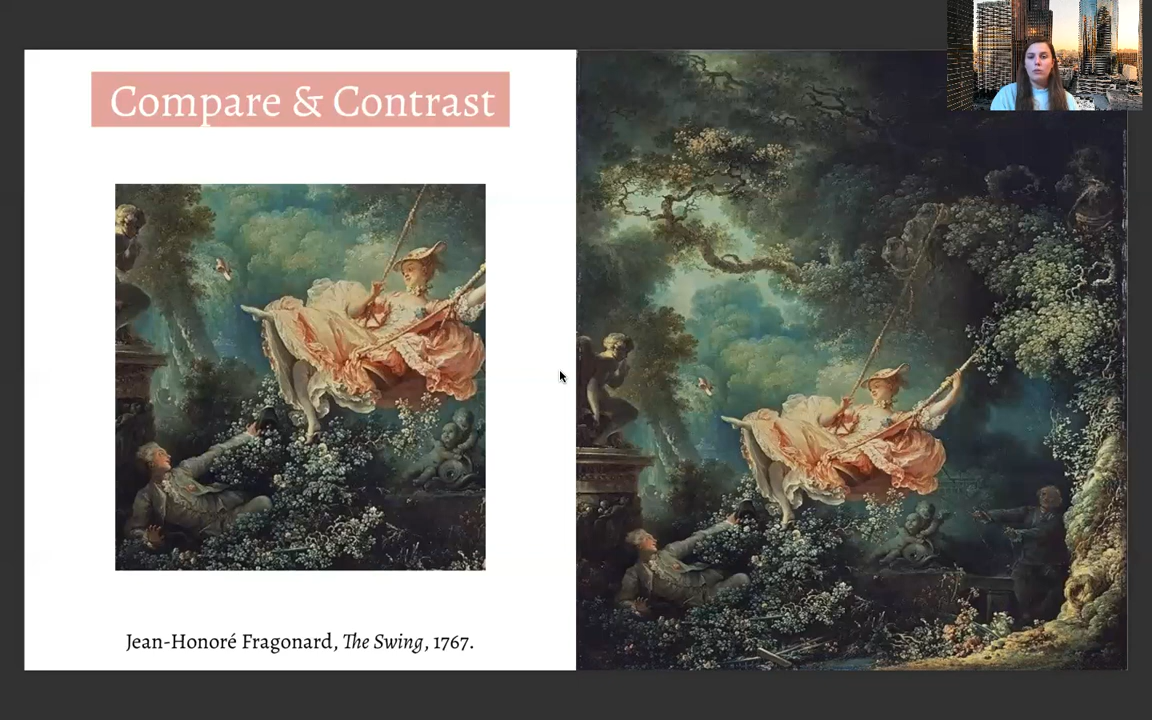 Compare & Contrast
Jean-Honoré Fragonard, The Swing, 1767.